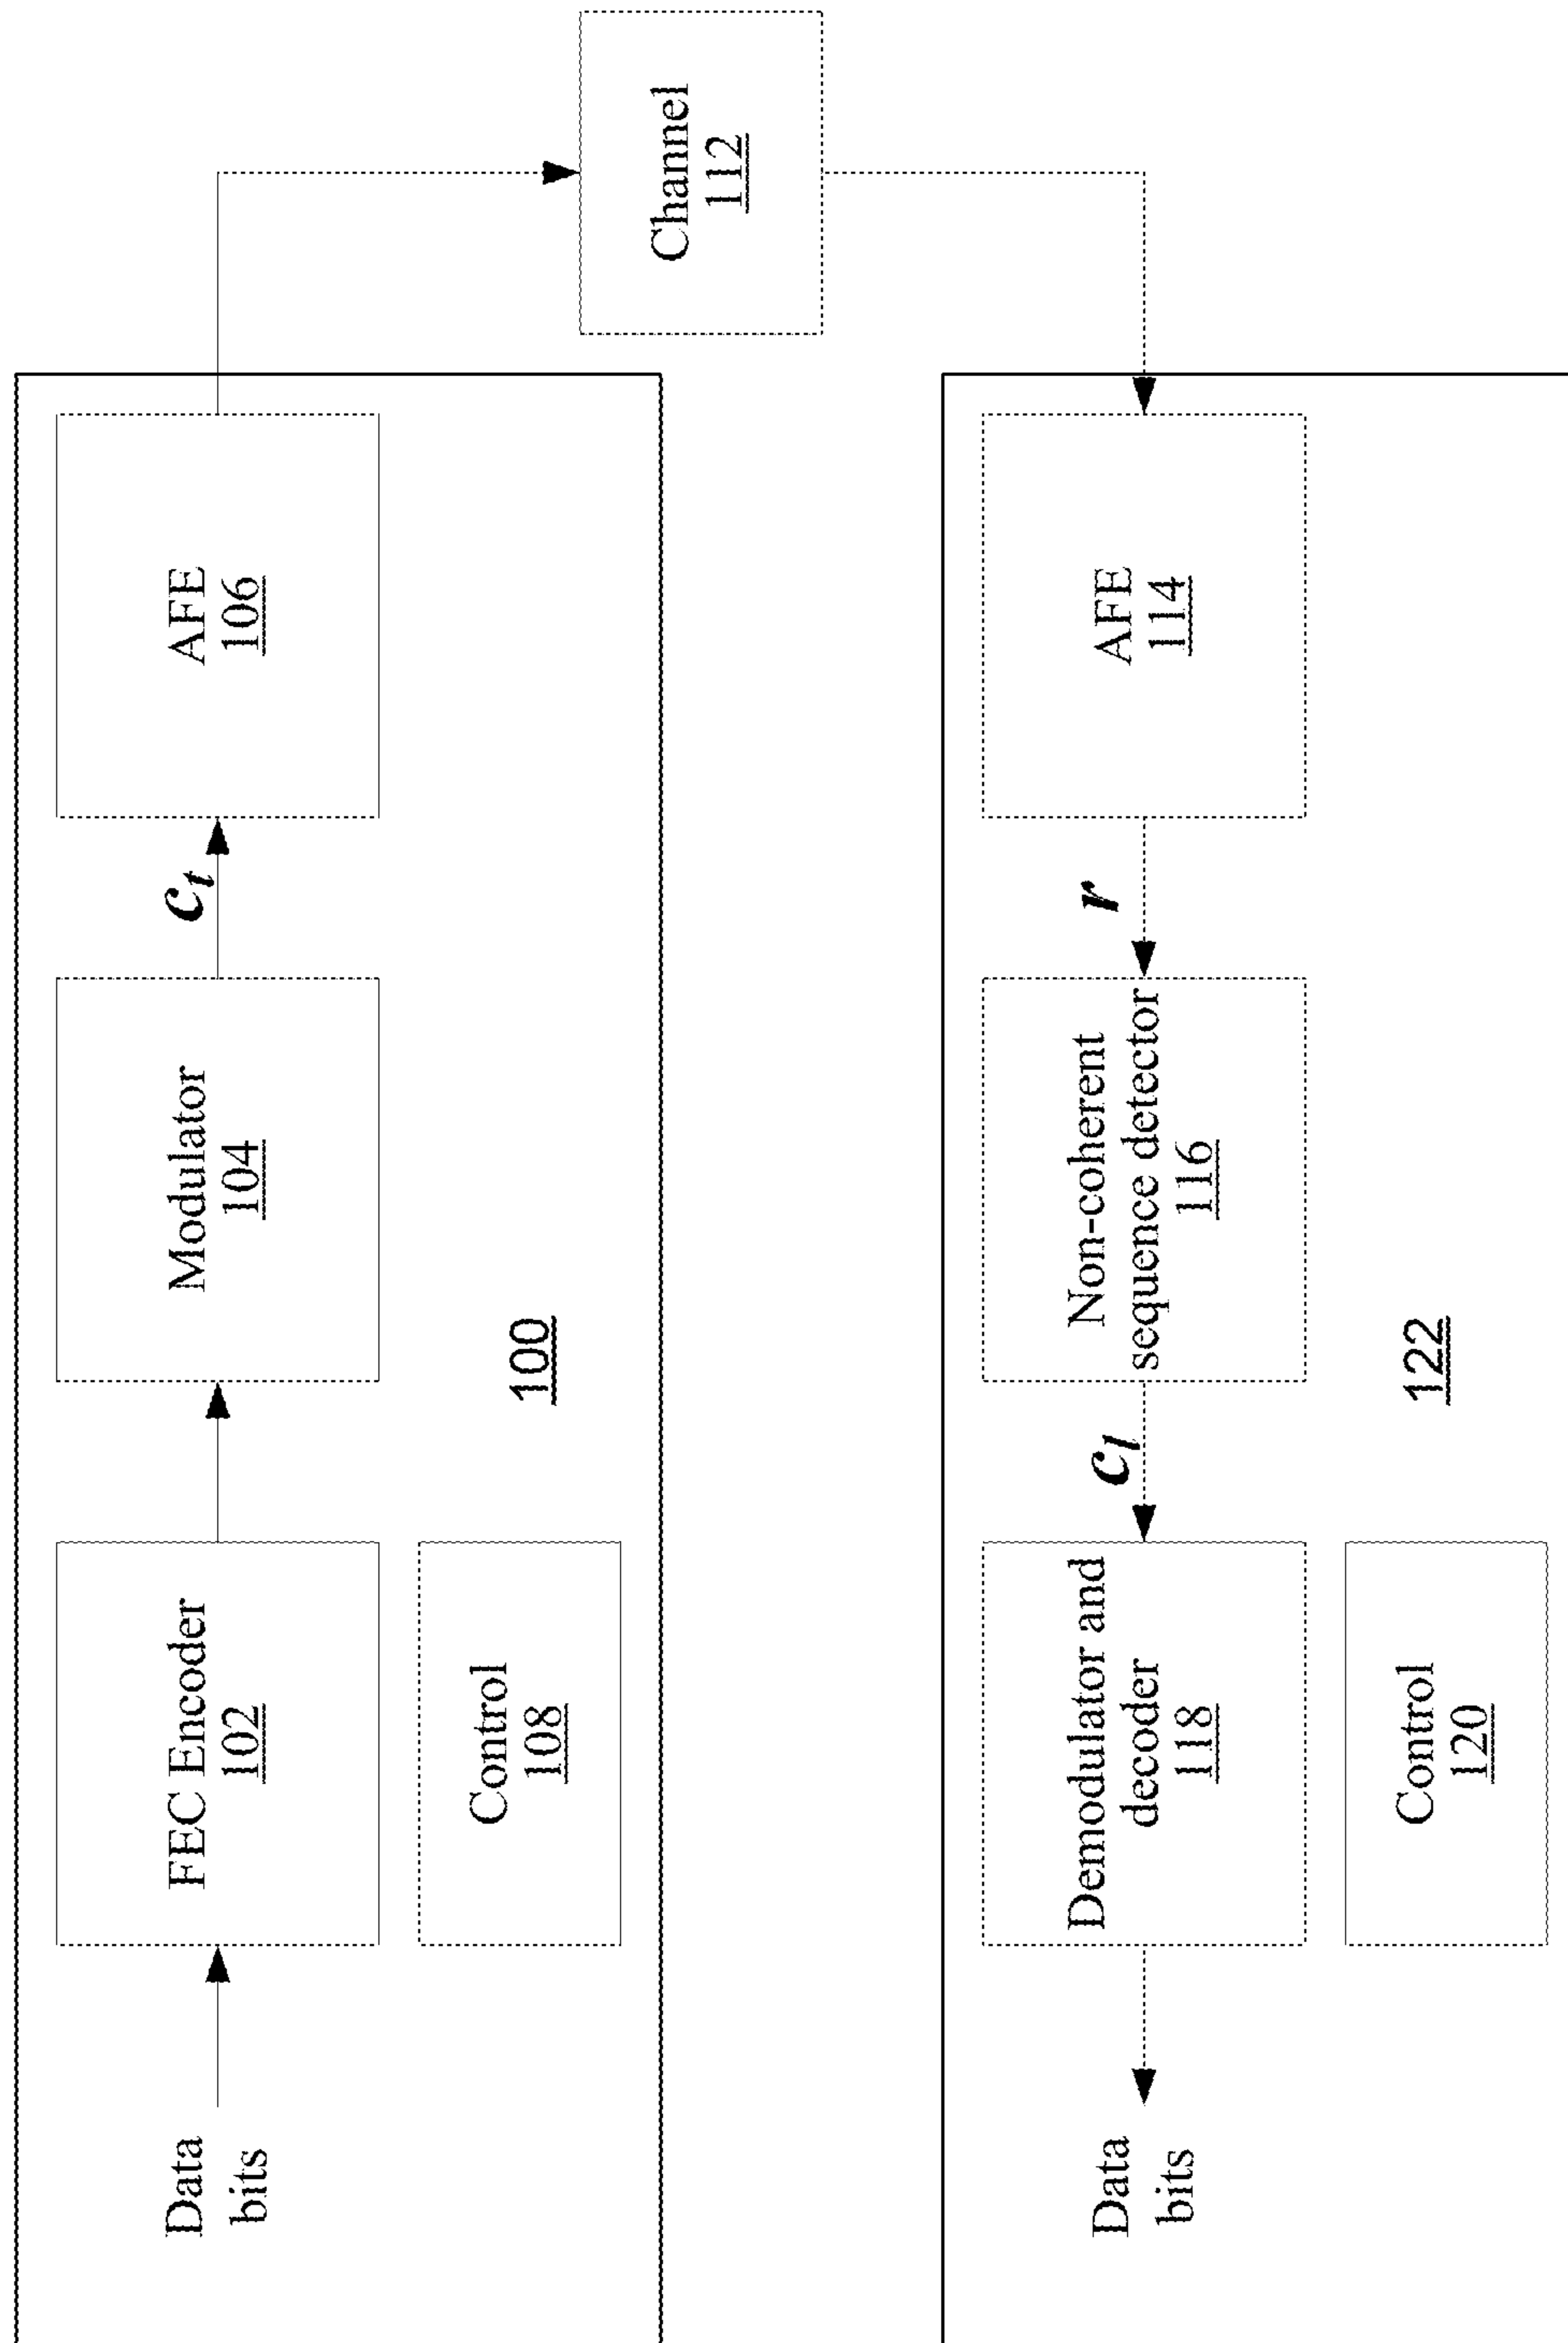 Data
bits
FEC Encoder
102
Modulator
104
c_t
AFE
106
Control
108
100
Channel
112
Data
bits
Demodulator and
decoder
118
c_l
Non-coherent
sequence detector
116
r
AFE
114
Control
120
122